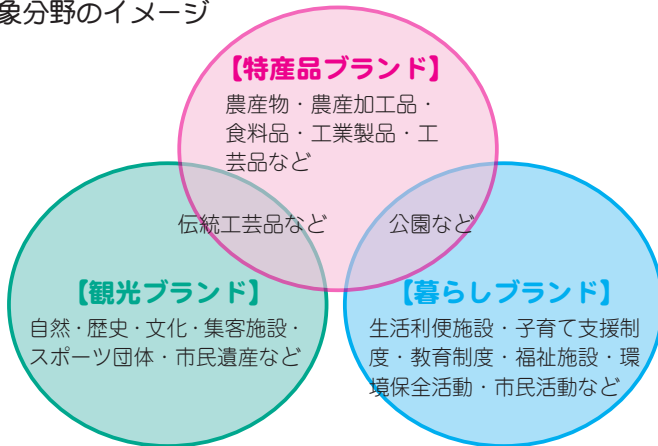 象分野のイメージ
【特産品ブランド】
農産物・農産加工品・
食料品・工業製品・工
芸品など
伝統工芸品など
公園など
【観光ブランド】
自然・歴史・文化・集客施設・
スポーツ団体・市民遺産など
【暮らしブランド】
生活利便施設・子育て支援制
度・教育制度・福祉施設・環
境保全活動・市民活動など